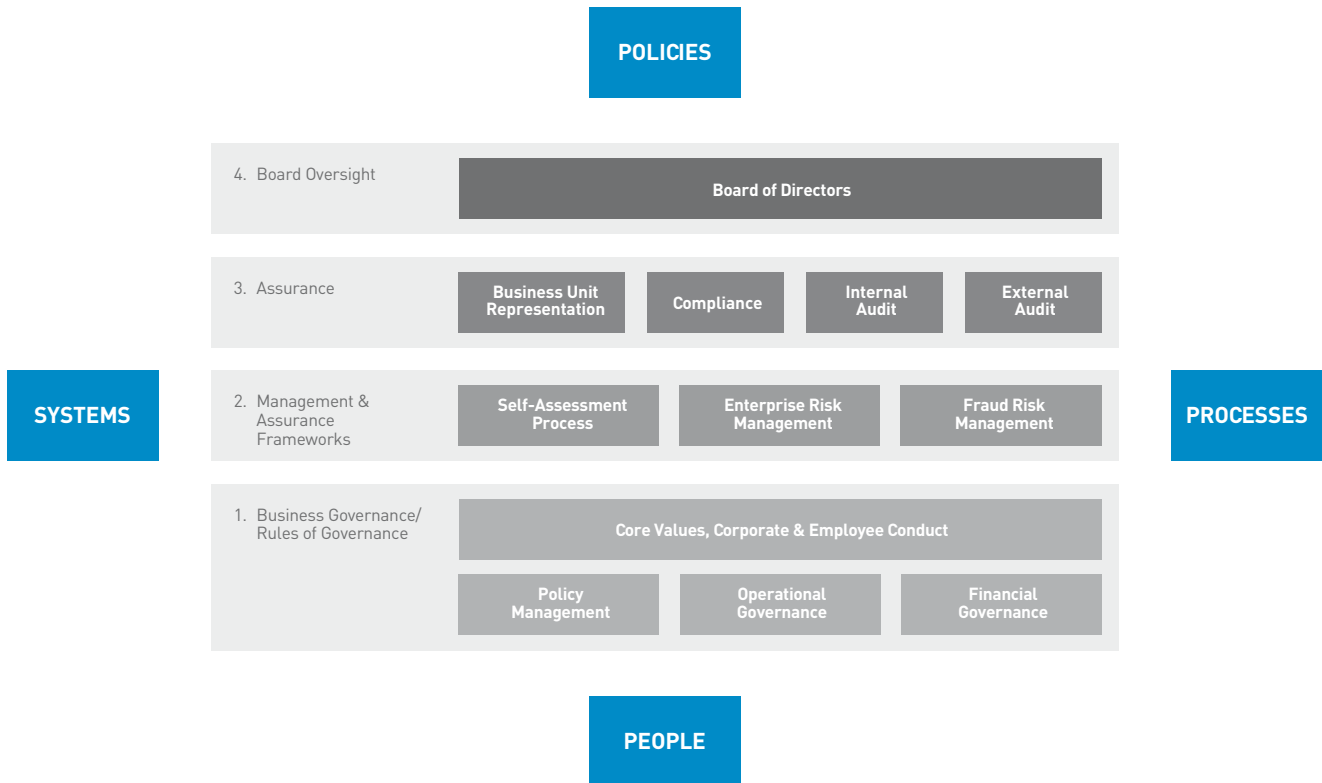 POLICIES
4. Board Oversight
Board of Directors
3. Assurance
Business Unit
Representation
Compliance
Internal
Audit
External
Audit
SYSTEMS
2. Management &
Assurance
Frameworks
Self-Assessment
Process
Enterprise Risk
Management
Fraud Risk
Management
PROCESSES
1. Business Governance/
Rules of Governance
Core Values, Corporate & Employee Conduct
Policy
Management
Operational
Governance
Financial
Governance
PEOPLE